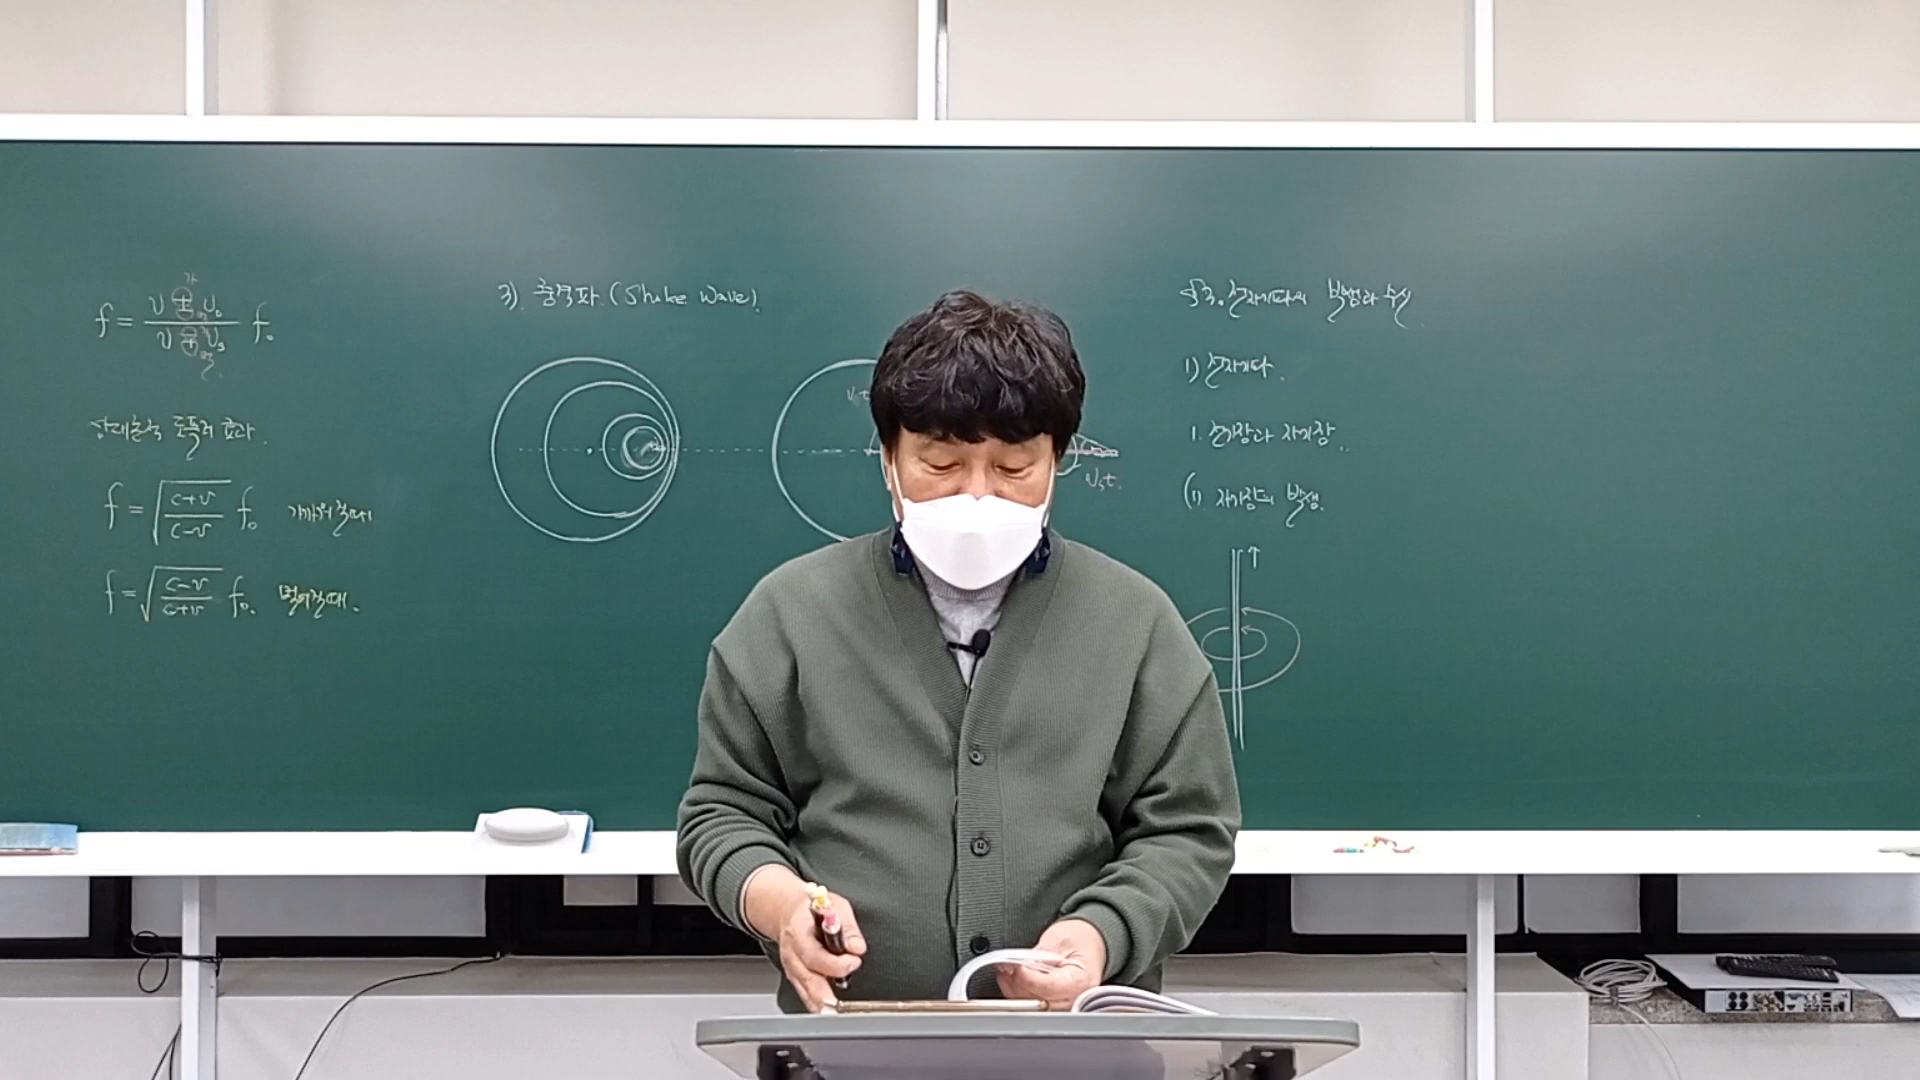 f = v ± v₀ / v ∓ vₛ f₀
상대론적 도플러 효과.
f = √(c+v / c-v) f₀ 가까워질때
f = √(c-v / c+v) f₀. 멀어질때.
3). 충격파. (Shake Wave).
vₛt.
§3. 전자기파의 발생과 수신
1) 전자기파.
1. 전기장과 자기장.
(1). 자기장의 발생.